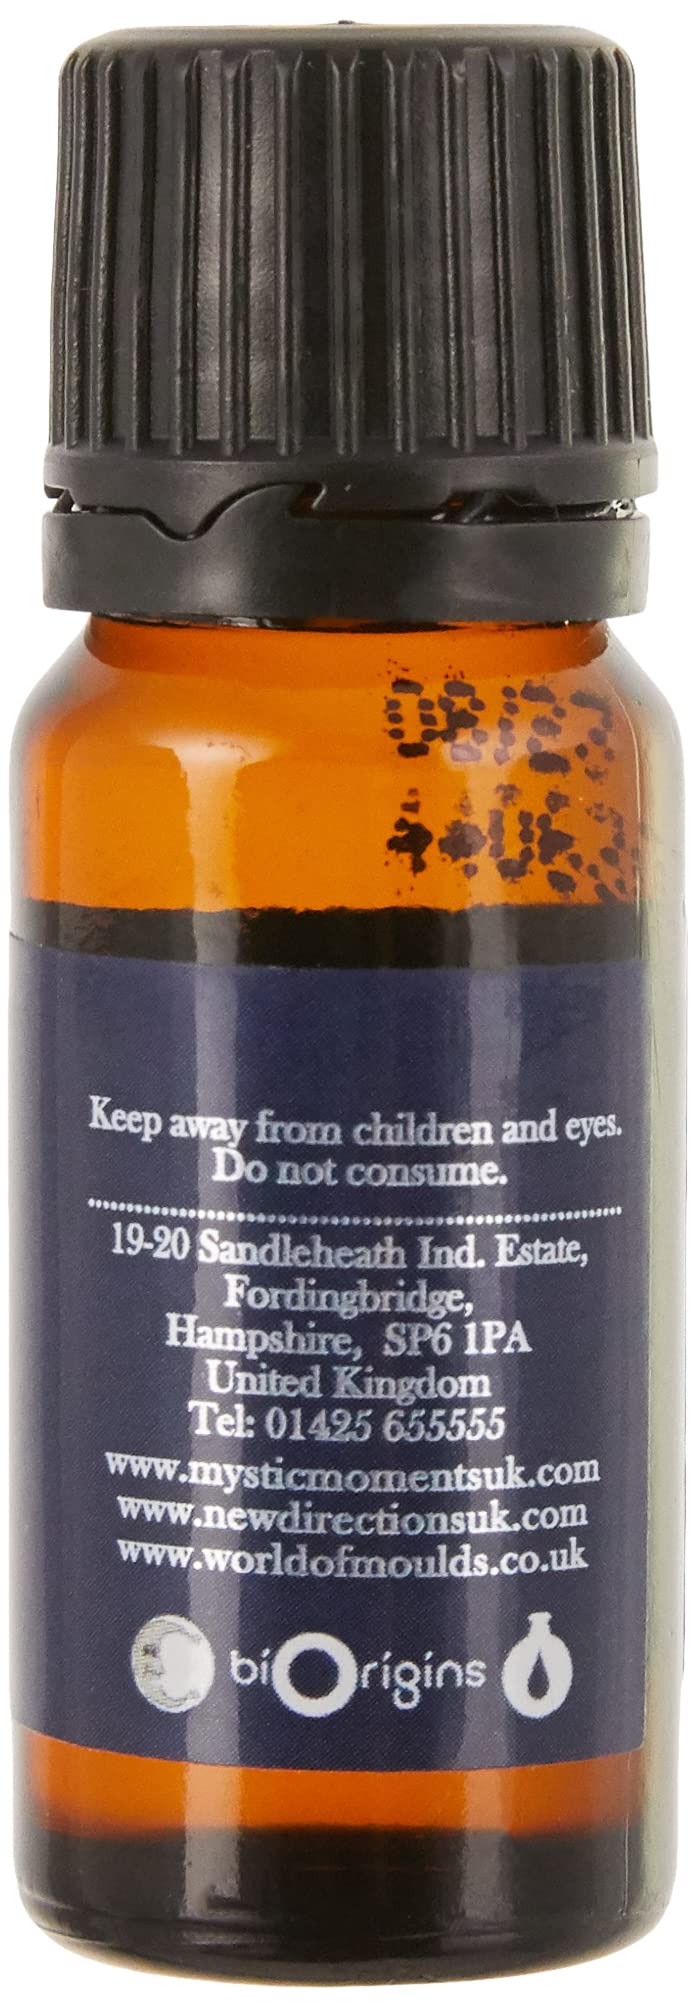 Keep away from children and eyes.
Do not consume.
19-20 Sandleheath Ind. Estate,
Fordingbridge,
Hampshire, SP6 1PA
United Kingdom
Tel: 01425 655555
www.mysticmomentsuk.com
www.newdirectionsuk.com
www.worldofmoulds.co.uk
biOrigins